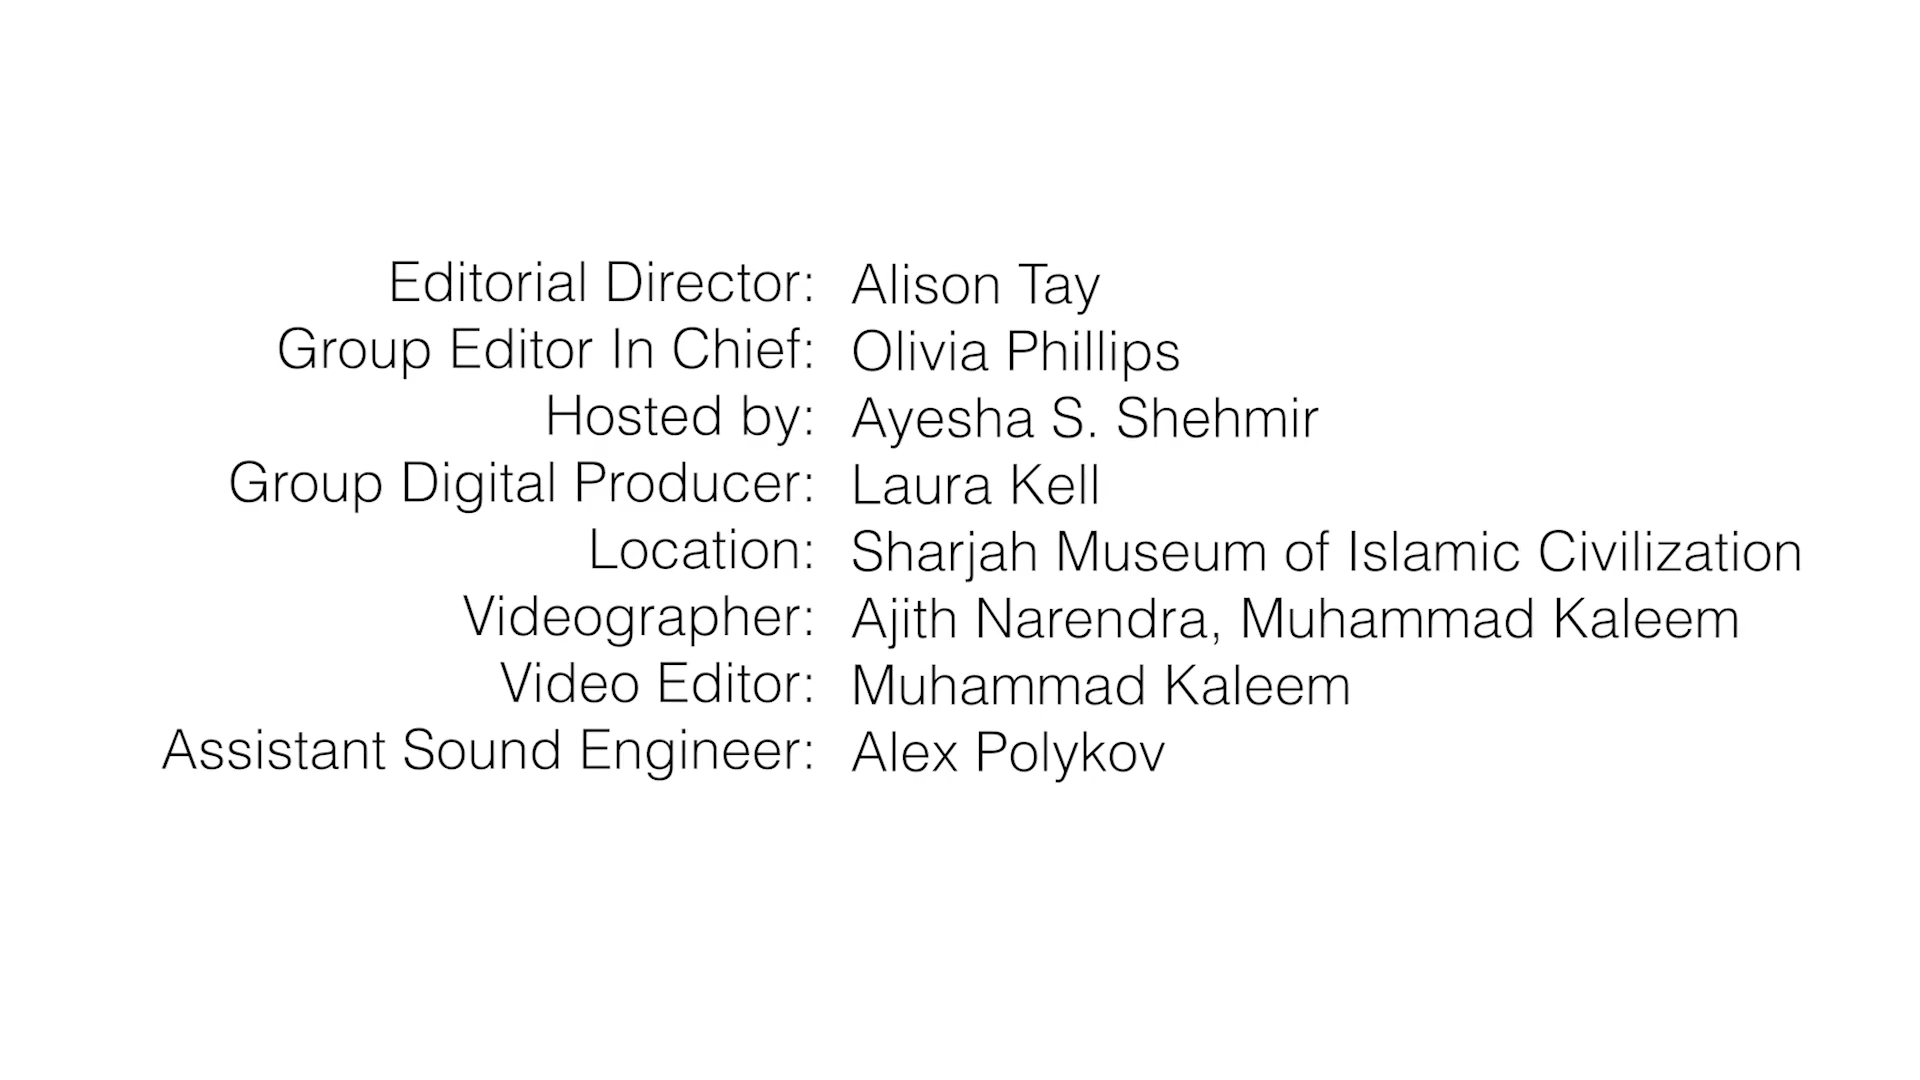 Editorial Director: Alison Tay
Group Editor In Chief: Olivia Phillips
Hosted by: Ayesha S. Shehmir
Group Digital Producer: Laura Kell
Location: Sharjah Museum of Islamic Civilization
Videographer: Ajith Narendra, Muhammad Kaleem
Video Editor: Muhammad Kaleem
Assistant Sound Engineer: Alex Polykov